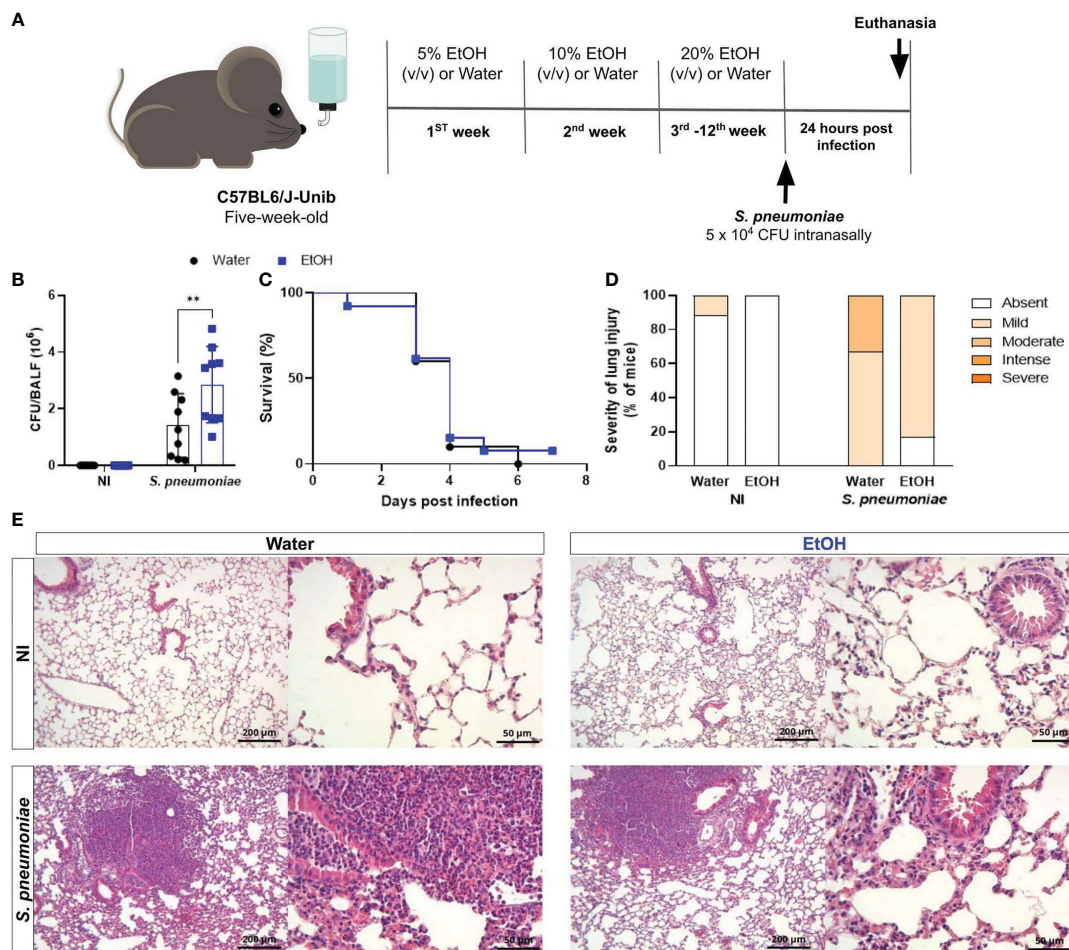 A
Euthanasia
5% EtOH
(v/v) or Water
10% EtOH
(v/v) or Water
20% EtOH
(v/v) or Water
1ST week
2nd week
3rd -12th week
24 hours post
infection
C57BL6/J-Unib
Five-week-old
S. pneumoniae
5 x 10⁴ CFU intranasally
Water EtOH
B
CFU/BALF (10⁶)
6
4
2
0
**
NI
S. pneumoniae
C
Survival (%)
100
50
0
0 2 4 6 8
Days post infection
D
Severity of lung injury
(% of mice)
100
80
60
40
20
0
Water EtOH Water EtOH
NI S. pneumoniae
Absent
Mild
Moderate
Intense
Severe
E
Water EtOH
NI
200 µm 50 µm 200 µm 50 µm
S. pneumoniae
200 µm 50 µm 200 µm 50 µm